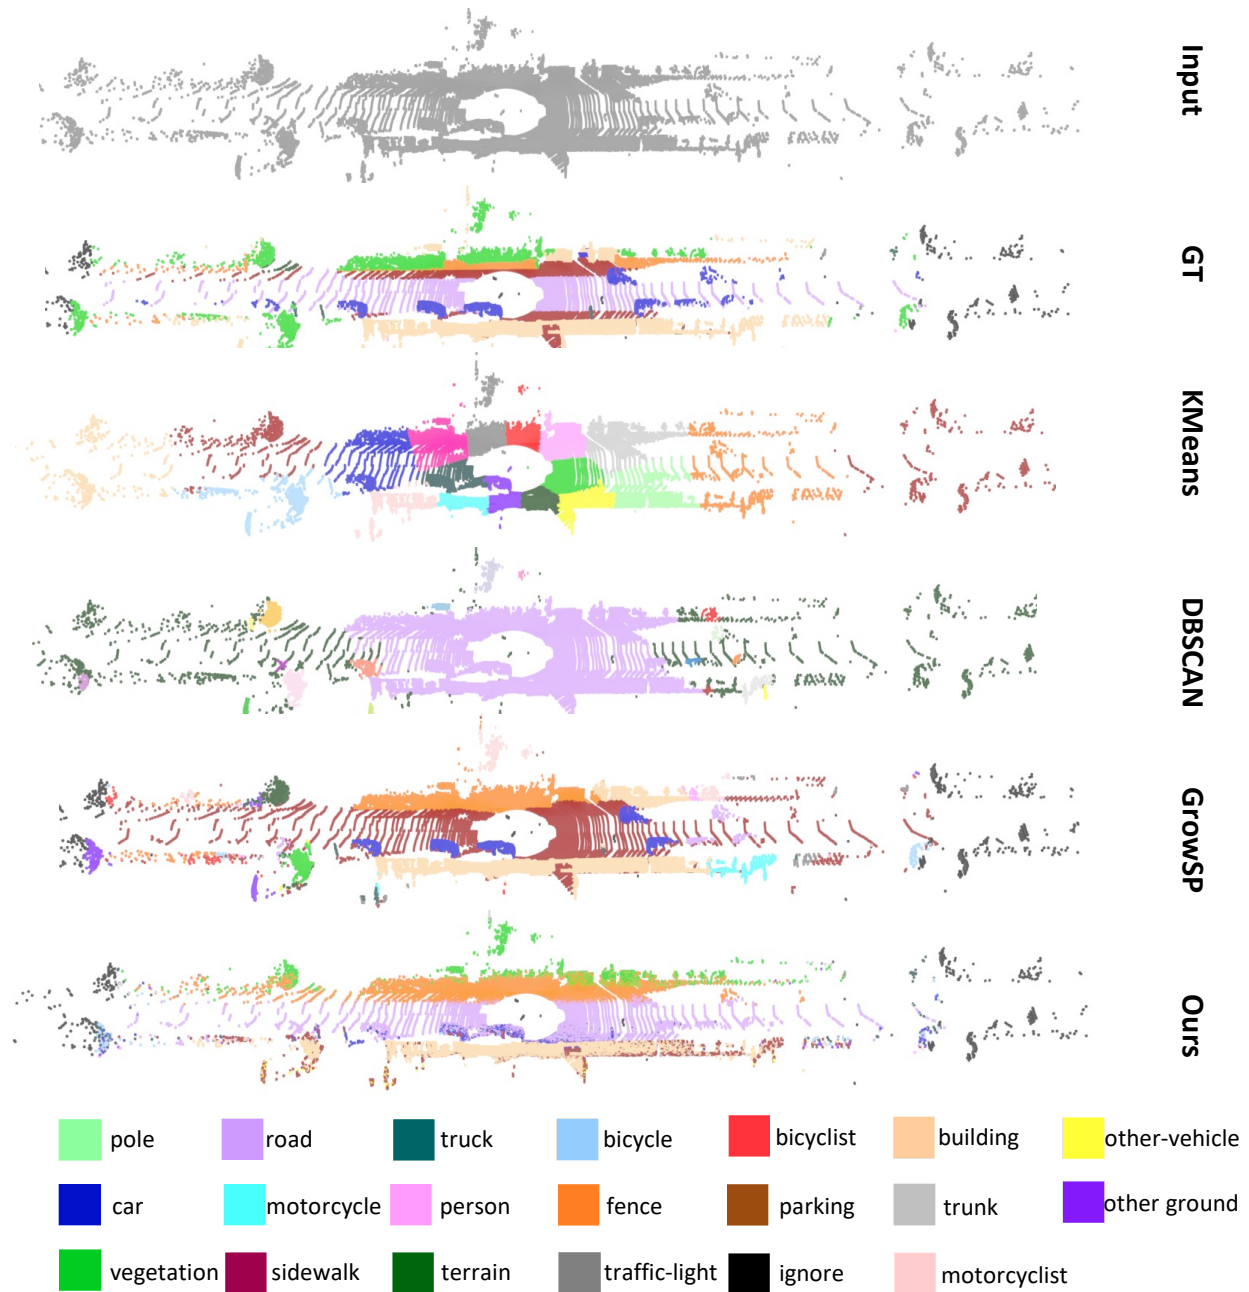 Input
GT
KMeans
DBSCAN
GrowSP
Ours
pole road truck bicycle bicyclist building other-vehicle
car motorcycle person fence parking trunk other ground
vegetation sidewalk terrain traffic-light ignore motorcyclist